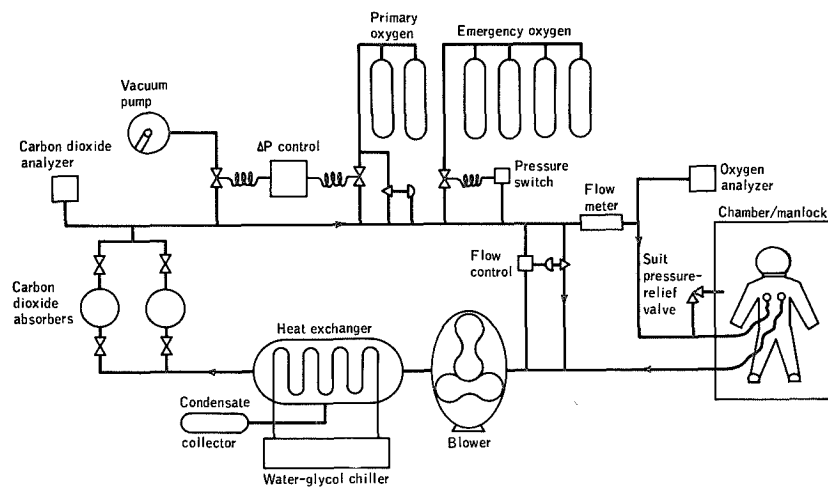 Primary
oxygen
Emergency oxygen
Vacuum
pump
Carbon dioxide
analyzer
ΔP control
Pressure
switch
Flow
meter
Oxygen
analyzer
Chamber/manlock
Flow
control
Suit
pressure-
relief
valve
Carbon
dioxide
absorbers
Heat exchanger
Condensate
collector
Blower
Water-glycol chiller